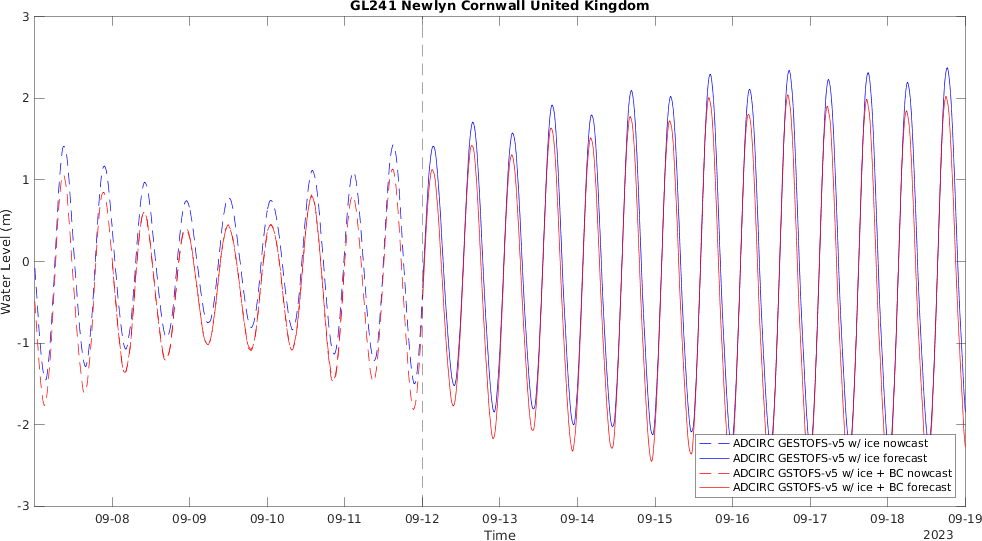 GL241 Newlyn Cornwall United Kingdom
3
2
1
0
-1
-2
-3
Water Level (m)
ADCIRC GESTOFS-v5 w/ ice nowcast
ADCIRC GESTOFS-v5 w/ ice forecast
ADCIRC GSTOFS-v5 w/ ice + BC nowcast
ADCIRC GSTOFS-v5 w/ ice + BC forecast
09-08 09-09 09-10 09-11 09-12 09-13 09-14 09-15 09-16 09-17 09-18 09-19
Time
2023